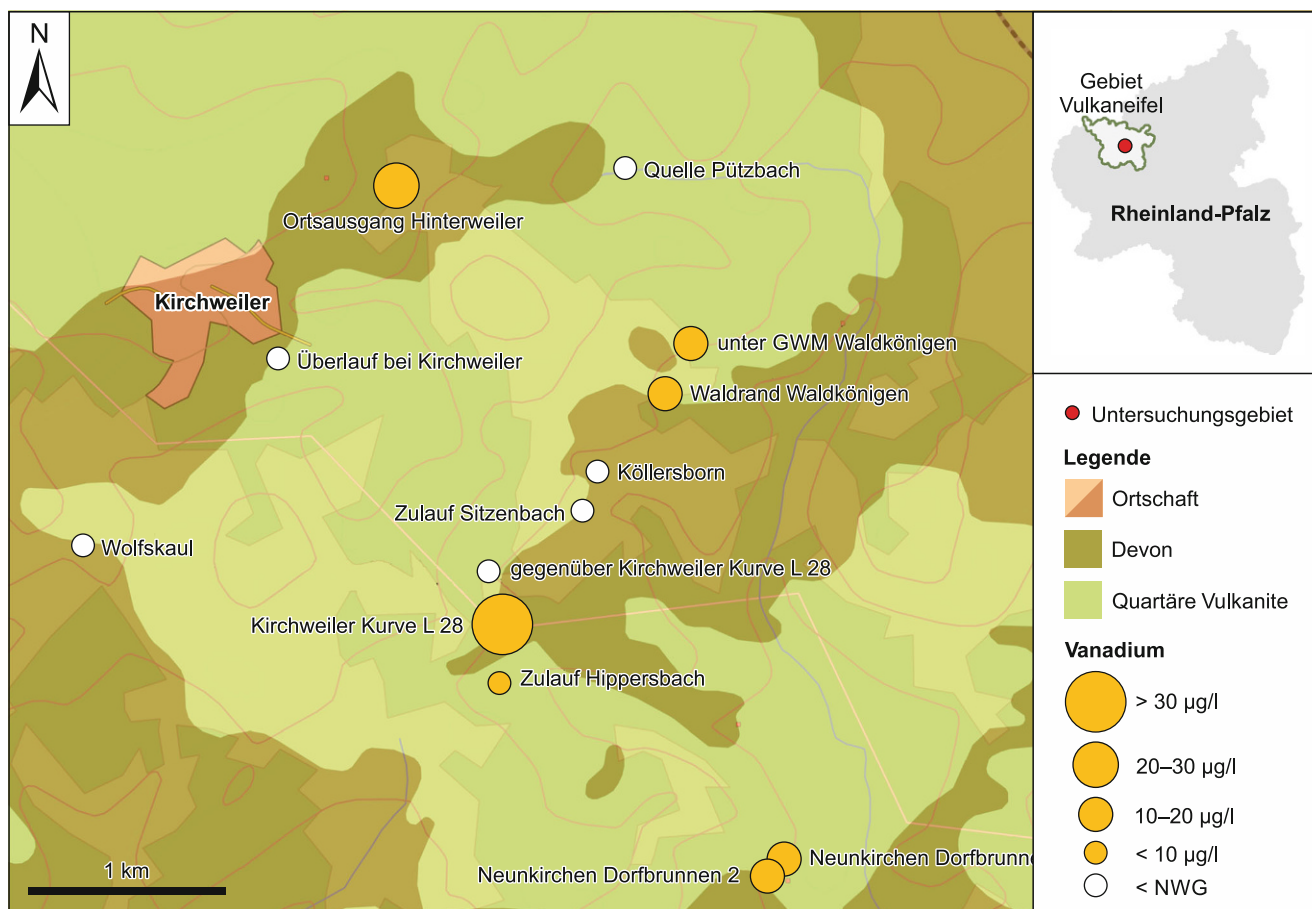 N
Quelle Pützbach
Ortsausgang Hinterweiler
Kirchweiler
Überlauf bei Kirchweiler
unter GWM Waldkönigen
Waldrand Waldkönigen
Köllersborn
Zulauf Sitzenbach
Wolfskaul
gegenüber Kirchweiler Kurve L 28
Kirchweiler Kurve L 28
Zulauf Hippersbach
Neunkirchen Dorfbrunne
Neunkirchen Dorfbrunnen 2
1 km
Gebiet
Vulkaneifel
Rheinland-Pfalz
Untersuchungsgebiet
Legende
Ortschaft
Devon
Quartäre Vulkanite
Vanadium
> 30 µg/l
20–30 µg/l
10–20 µg/l
< 10 µg/l
< NWG